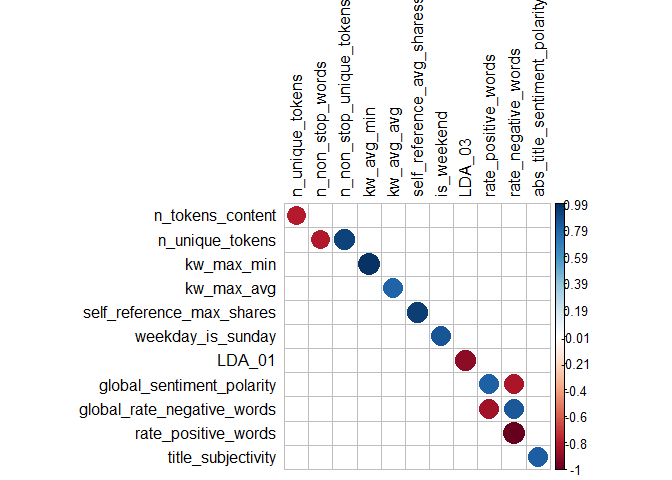 n_unique_tokens
n_non_stop_words
n_non_stop_unique_tokens
kw_avg_min
kw_avg_avg
self_reference_avg_sharess
is_weekend
LDA_03
rate_positive_words
rate_negative_words
abs_title_sentiment_polarity
n_tokens_content
n_unique_tokens
kw_max_min
kw_max_avg
self_reference_max_shares
weekday_is_sunday
LDA_01
global_sentiment_polarity
global_rate_negative_words
rate_positive_words
title_subjectivity
0.99
0.79
0.59
0.39
0.19
-0.01
-0.21
-0.4
-0.6
-0.8
-1